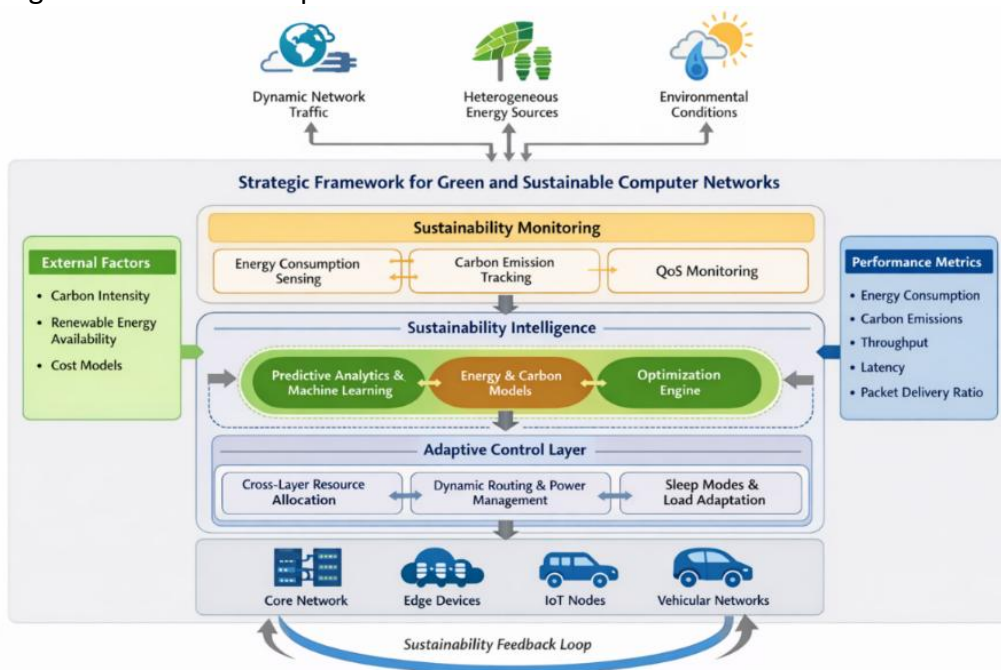 Dynamic Network
Traffic
Heterogeneous
Energy Sources
Environmental
Conditions
Strategic Framework for Green and Sustainable Computer Networks
Sustainability Monitoring
Energy Consumption
Sensing
Carbon Emission
Tracking
QoS Monitoring
External Factors
• Carbon Intensity
• Renewable Energy
Availability
• Cost Models
Performance Metrics
• Energy Consumption
• Carbon Emissions
• Throughput
• Latency
• Packet Delivery Ratio
Sustainability Intelligence
Predictive Analytics &
Machine Learning
Energy & Carbon
Models
Optimization
Engine
Adaptive Control Layer
Cross-Layer Resource
Allocation
Dynamic Routing & Power
Management
Sleep Modes &
Load Adaptation
Core Network
Edge Devices
IoT Nodes
Vehicular Networks
Sustainability Feedback Loop